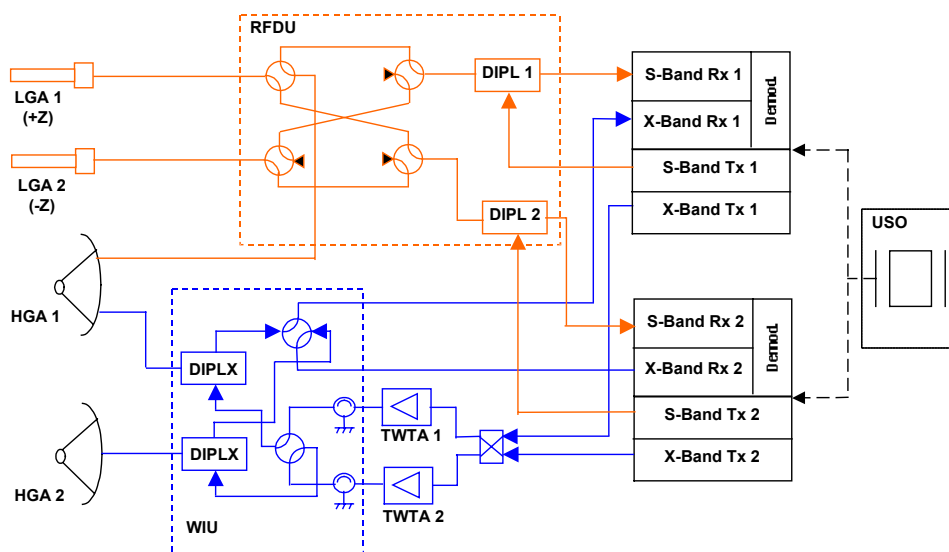 RFDU
LGA 1
(+Z)
LGA 2
(-Z)
DIPL 1
DIPL 2
S-Band Rx 1
X-Band Rx 1
Demod.
S-Band Tx 1
X-Band Tx 1
USO
HGA 1
HGA 2
DIPLX
DIPLX
WIU
TWTA 1
TWTA 2
S-Band Rx 2
X-Band Rx 2
Demod.
S-Band Tx 2
X-Band Tx 2